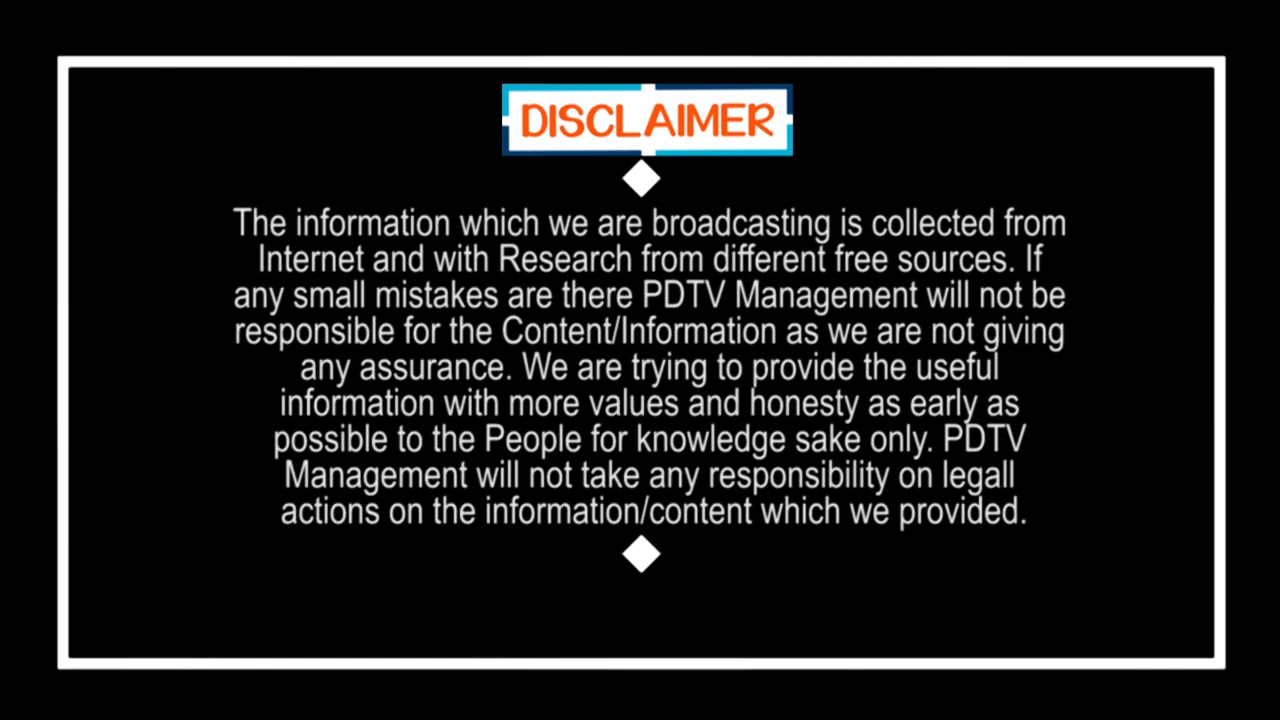 DISCLAIMER
The information which we are broadcasting is collected from
Internet and with Research from different free sources. If
any small mistakes are there PDTV Management will not be
responsible for the Content/Information as we are not giving
any assurance. We are trying to provide the useful
information with more values and honesty as early as
possible to the People for knowledge sake only. PDTV
Management will not take any responsibility on legall
actions on the information/content which we provided.